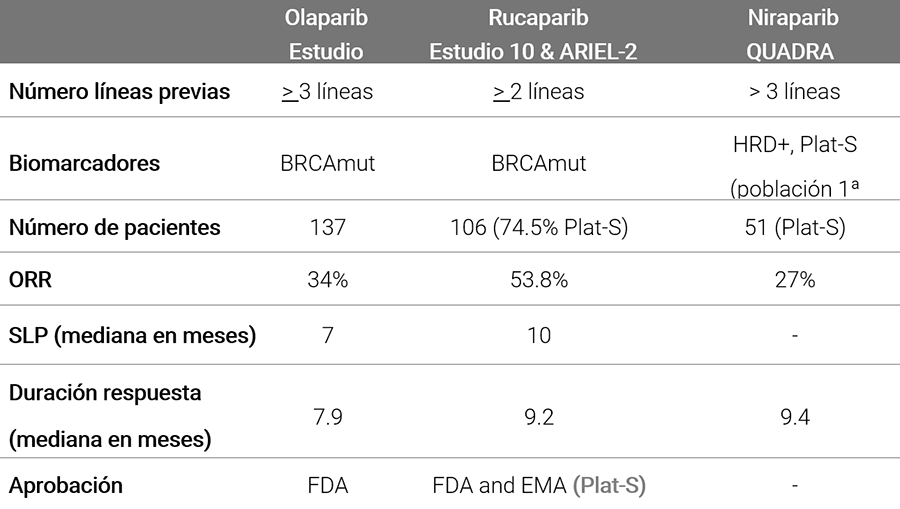 Olaparib Rucaparib Niraparib
Estudio Estudio 10 & ARIEL-2 QUADRA
Número líneas previas ≥ 3 líneas ≥ 2 líneas > 3 líneas
Biomarcadores BRCAmut BRCAmut HRD+, Plat-S
(población 1ª
Número de pacientes 137 106 (74.5% Plat-S) 51 (Plat-S)
ORR 34% 53.8% 27%
SLP (mediana en meses) 7 10 -
Duración respuesta
(mediana en meses) 7.9 9.2 9.4
Aprobación FDA FDA and EMA (Plat-S) -